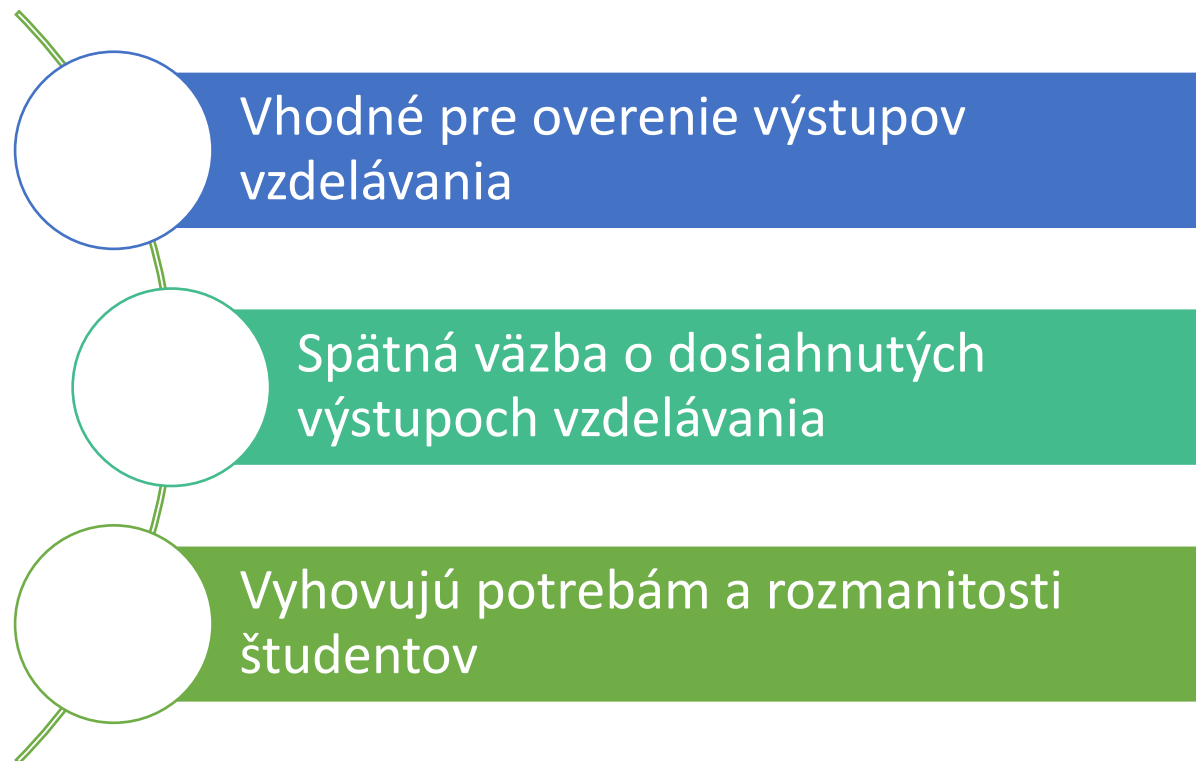 Vhodné pre overenie výstupov
vzdelávania
Spätná väzba o dosiahnutých
výstupoch vzdelávania
Vyhovujú potrebám a rozmanitosti
študentov